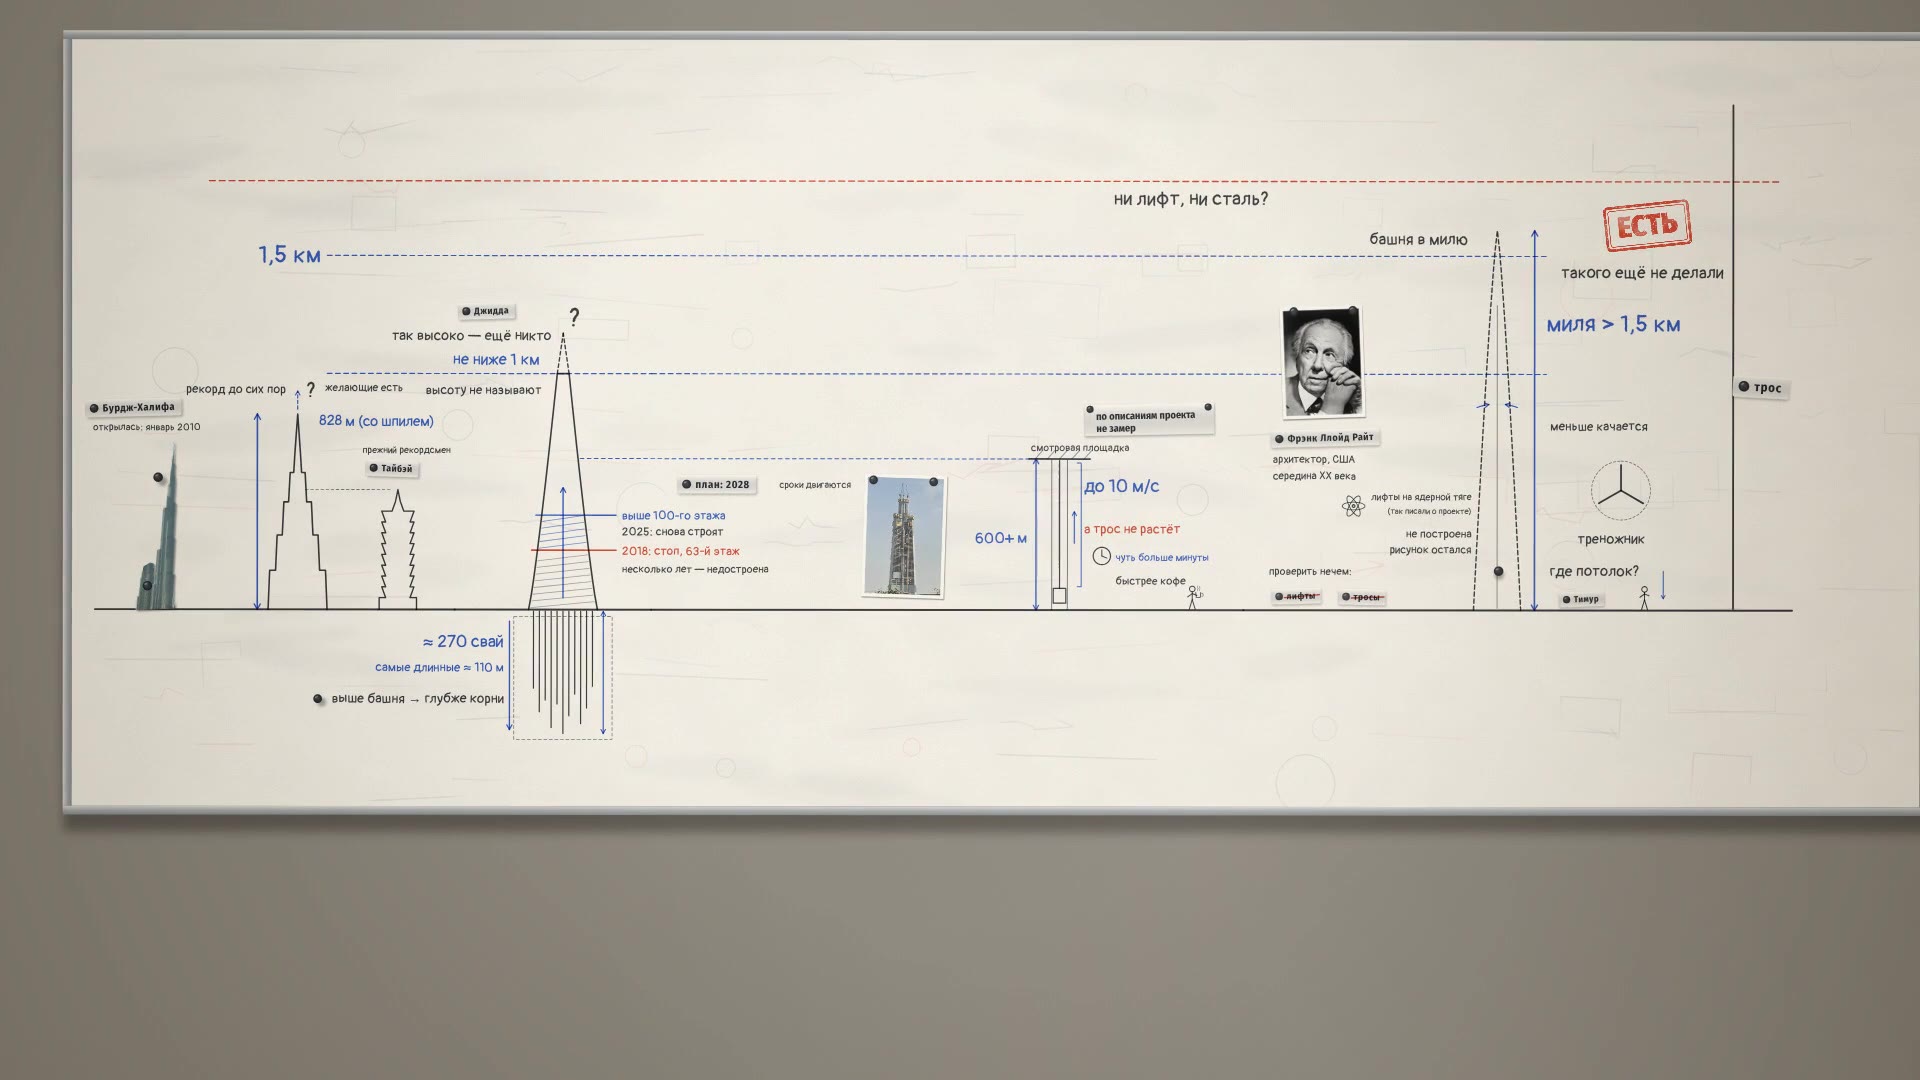 ни лифт, ни сталь?
ЕСТЬ
башня в милю
1,5 км
такого ещё не делали
Джидда
?
так высоко — ещё никто
миля > 1,5 км
не ниже 1 км
рекорд до сих пор
?
желающие есть
высоту не называют
трос
Бурдж-Халифа
открылась: январь 2010
828 м (со шпилем)
по описаниям проекта
не замер
меньше качается
Фрэнк Ллойд Райт
прежний рекордсмен
смотровая площадка
архитектор, США
середина XX века
Тайбэй
план: 2028
сроки двигаются
до 10 м/с
лифты на ядерной тяге
(так писали о проекте)
выше 100-го этажа
2025: снова строят
а трос не растёт
не построена
рисунок остался
600+ м
треножник
2018: стоп, 63-й этаж
чуть больше минуты
несколько лет — недостроена
быстрее кофе
проверить нечем:
где потолок?
лифты
тросы
Тимур
≈ 270 свай
самые длинные ≈ 110 м
выше башня → глубже корни